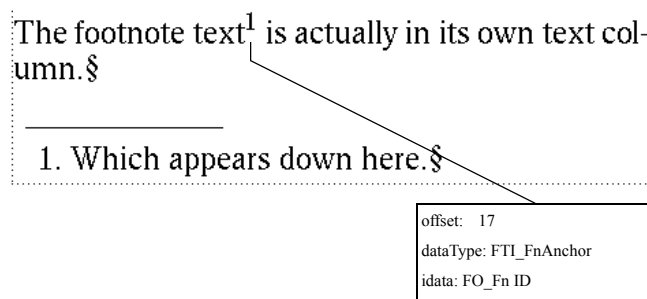 The footnote text1 is actually in its own text col-
umn.§
1. Which appears down here.§
offset: 17
dataType: FTI_FnAnchor
idata: FO_Fn ID